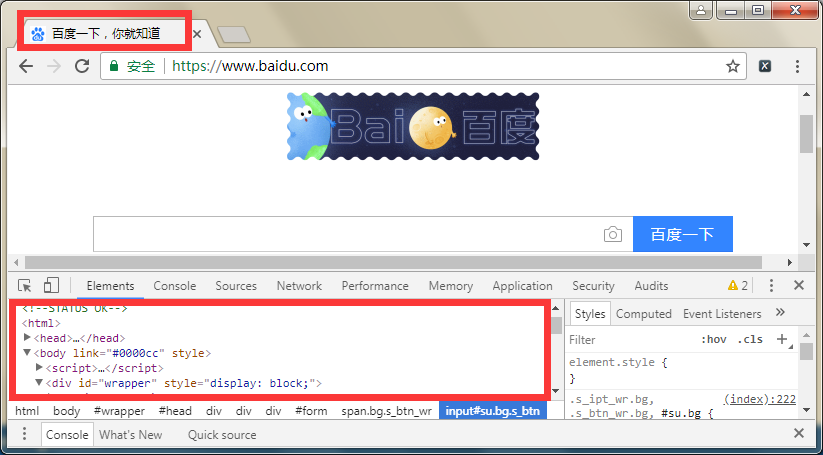 百度一下，你就知道
安全 https://www.baidu.com
Bai 百度
百度一下
Elements Console Sources Network Performance Memory Application Security Audits 2
<!--STATUS OK-->
<html>
<head>…</head>
<body link="#0000cc" style>
<script>…</script>
<div id="wrapper" style="display: block;">
html body #wrapper #head div div div #form span.bg.s_btn_wr input#su.bg.s_btn
Styles Computed Event Listeners »
Filter :hov .cls +
element.style {
}
.s_ipt_wr.bg, (index):222
.s_btn_wr.bg, #su.bg {
Console What's New Quick source